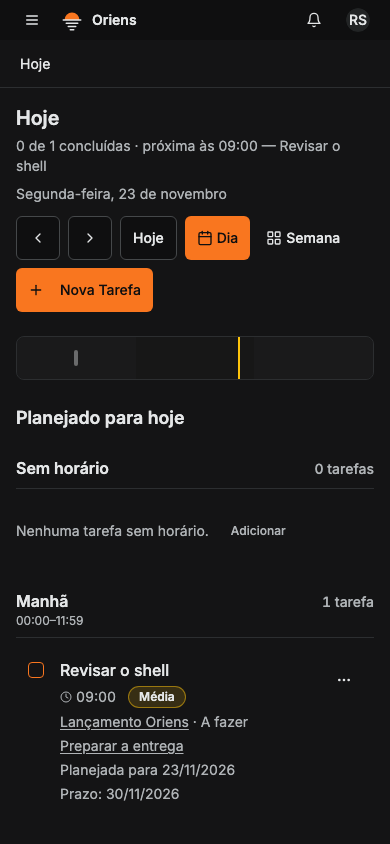 Oriens
RS
Hoje
Hoje
0 de 1 concluídas · próxima às 09:00 — Revisar o
shell
Segunda-feira, 23 de novembro
Hoje
Dia
Semana
Nova Tarefa
Planejado para hoje
Sem horário
0 tarefas
Nenhuma tarefa sem horário.
Adicionar
Manhã
1 tarefa
00:00–11:59
Revisar o shell
09:00
Média
Lançamento Oriens · A fazer
Preparar a entrega
Planejada para 23/11/2026
Prazo: 30/11/2026